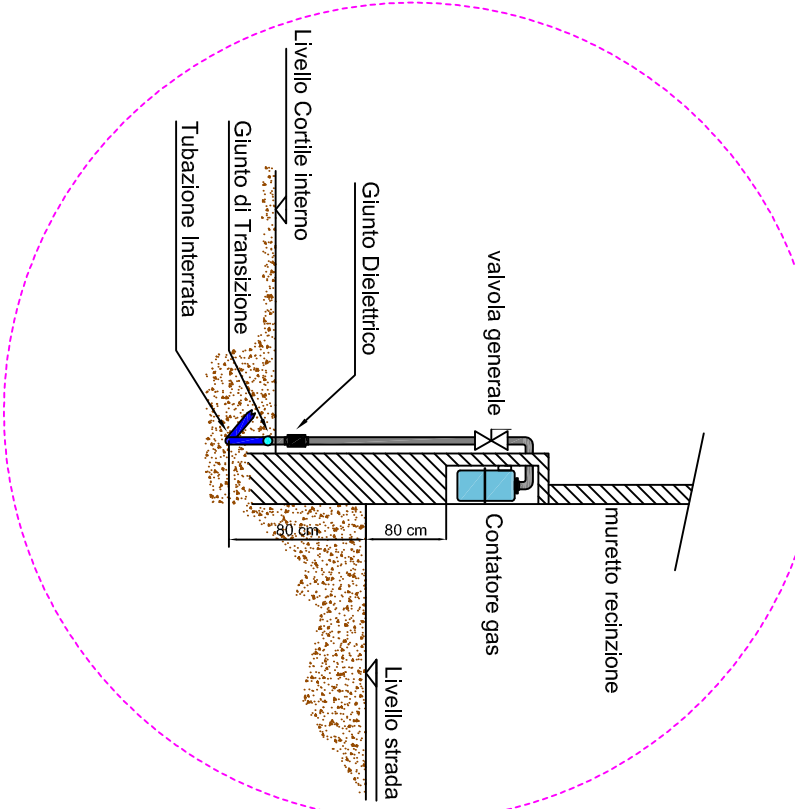 muretto recinzione
valvola generale
Contatore gas
Giunto Dielettrico
80 cm
80 cm
Livello strada
Livello Cortile interno
Giunto di Transizione
Tubazione Interrata